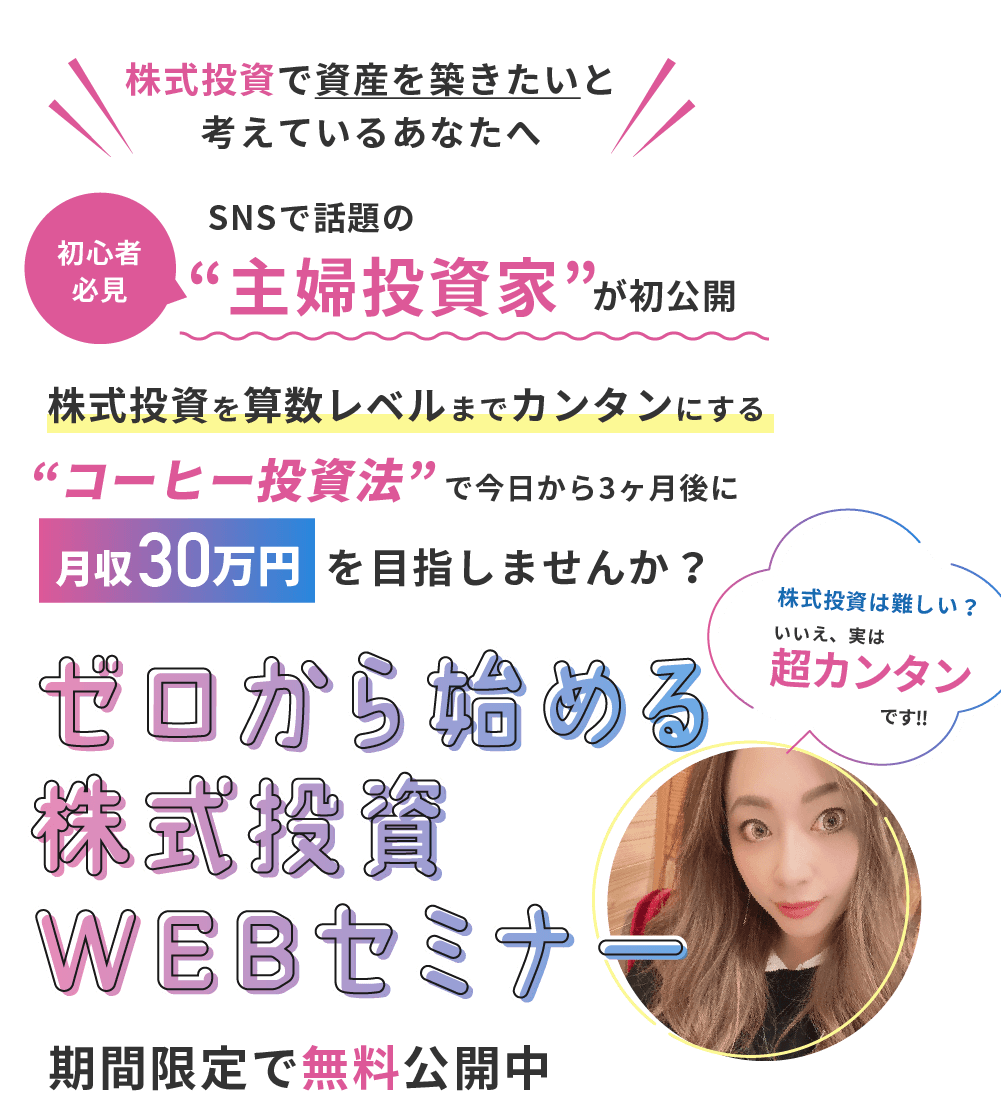 株式投資で資産を築きたいと
考えているあなたへ
初心者
必見
SNSで話題の
“主婦投資家”が初公開
株式投資を算数レベルまでカンタンにする
“コーヒー投資法”で今日から3ヶ月後に
月収30万円を目指しませんか？
株式投資は難しい？
いいえ、実は
超カンタン
です!!
ゼロから始める
株式投資
WEBセミナー
期間限定で無料公開中